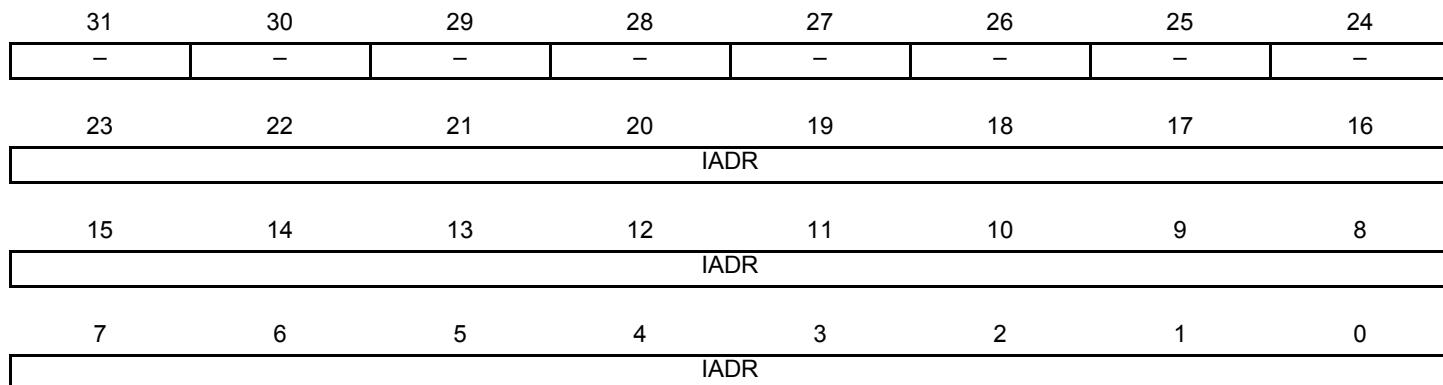 31 30 29 28 27 26 25 24
– – – – – – – –
23 22 21 20 19 18 17 16
IADR
15 14 13 12 11 10 9 8
IADR
7 6 5 4 3 2 1 0
IADR